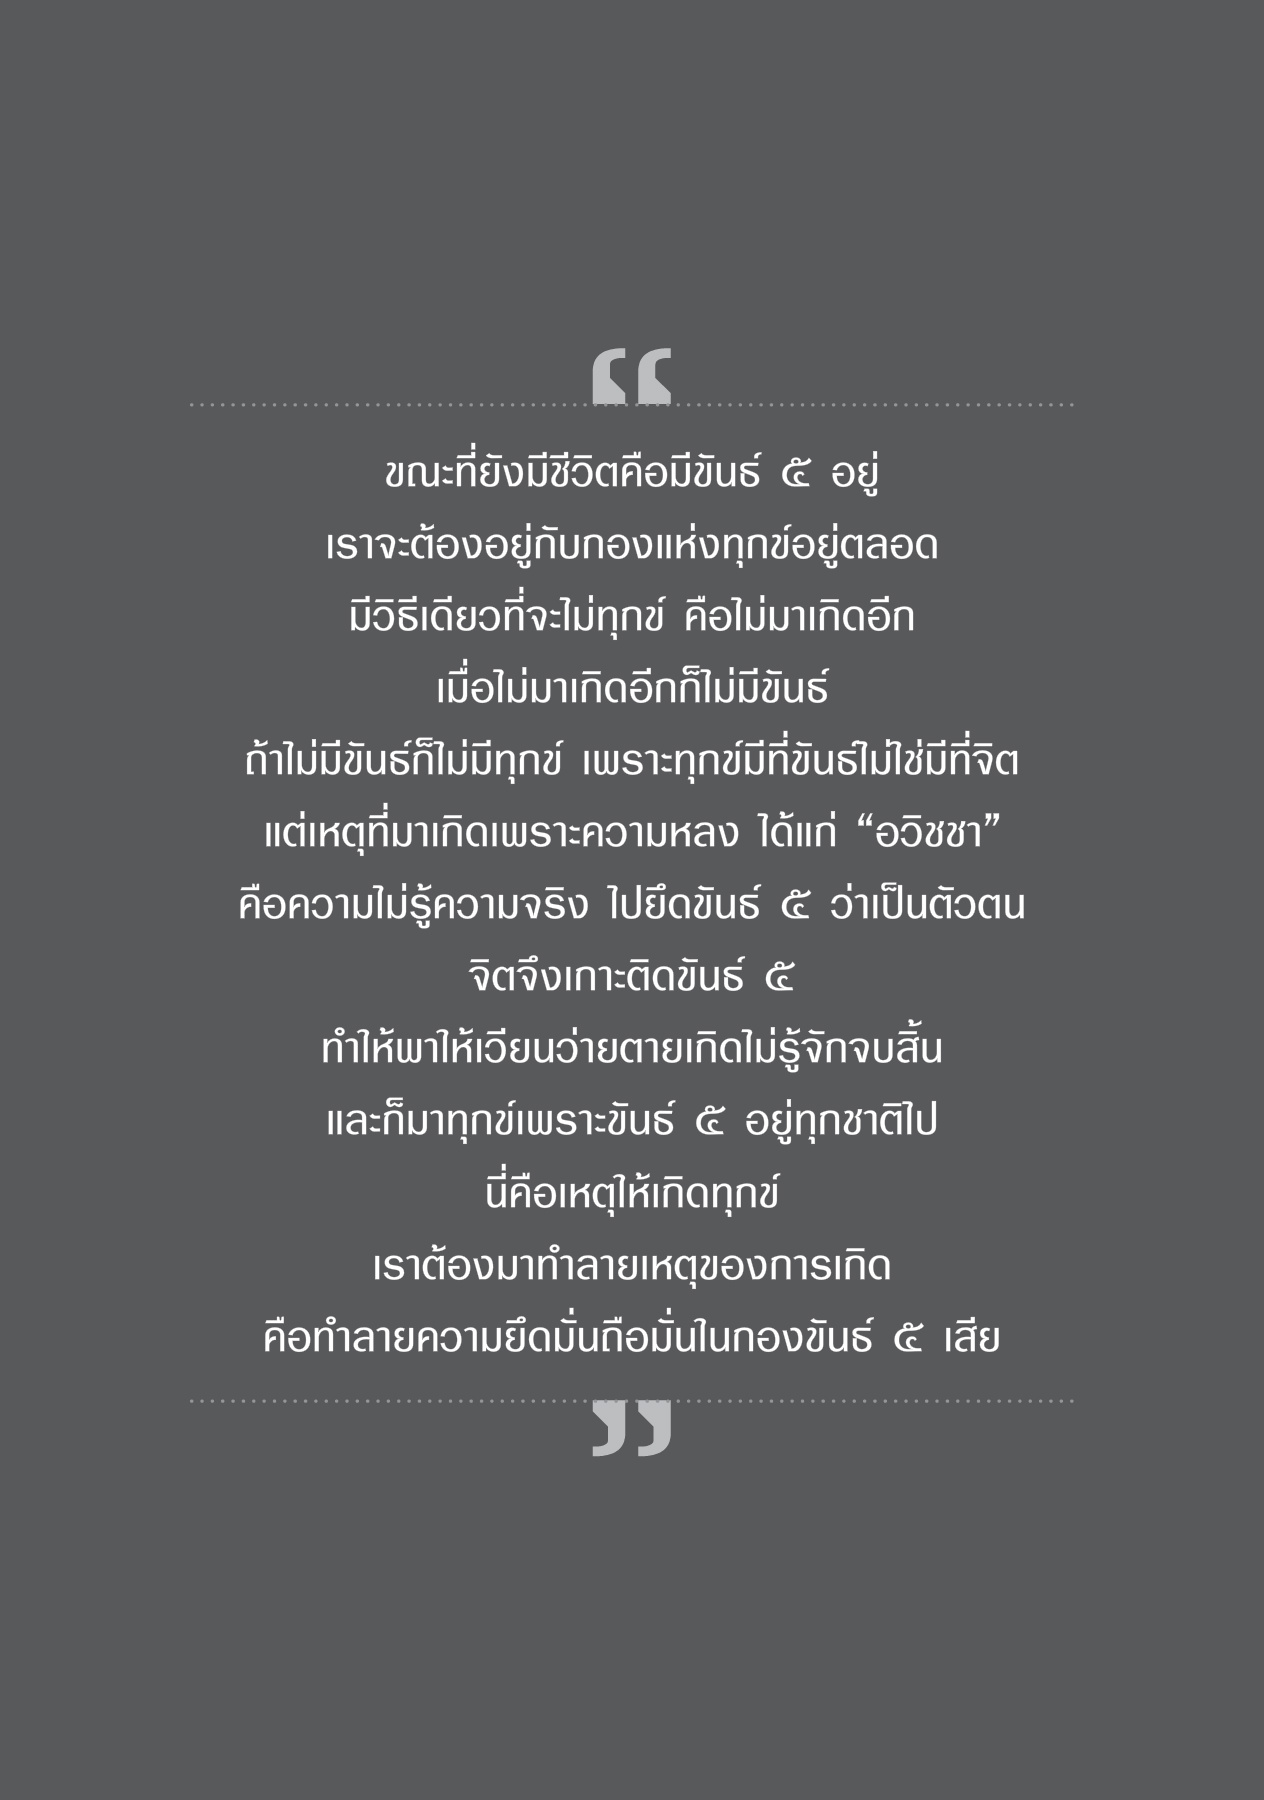 “
ขณะที่ยังมีชีวิตคือมีขันธ์ ๕ อยู่
เราจะต้องอยู่กับกองแห่งทุกข์อยู่ตลอด
มีวิธีเดียวที่จะไม่ทุกข์ คือไม่มาเกิดอีก
เมื่อไม่มาเกิดอีกก็ไม่มีขันธ์
ถ้าไม่มีขันธ์ก็ไม่มีทุกข์ เพราะทุกข์มีที่ขันธ์ไม่ใช่มีที่จิต
แต่เหตุที่มาเกิดเพราะความหลง ได้แก่ “อวิชชา”
คือความไม่รู้ความจริง ไปยึดขันธ์ ๕ ว่าเป็นตัวตน
จิตจึงเกาะติดขันธ์ ๕
ทำให้พาให้เวียนว่ายตายเกิดไม่รู้จักจบสิ้น
และก็มาทุกข์เพราะขันธ์ ๕ อยู่ทุกชาติไป
นี่คือเหตุให้เกิดทุกข์
เราต้องมาทำลายเหตุของการเกิด
คือทำลายความยึดมั่นถือมั่นในกองขันธ์ ๕ เสีย
”